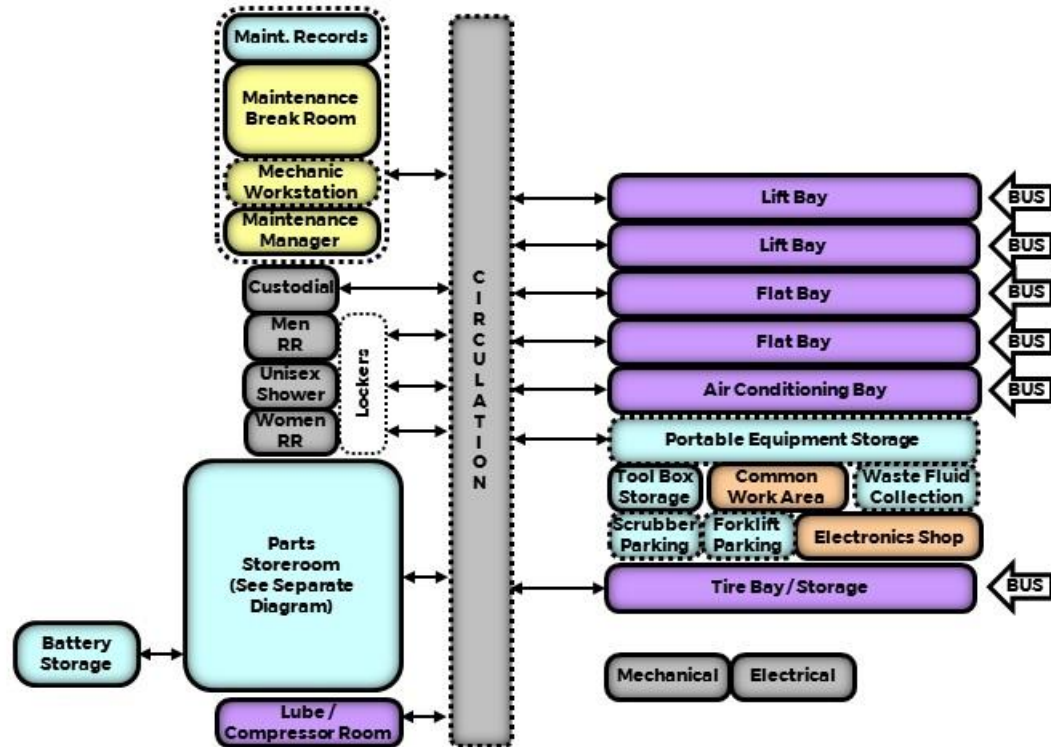 Maint. Records
Maintenance
Break Room
Mechanic
Workstation
Maintenance
Manager
Custodial
Men
RR
Unisex
Shower
Women
RR
Lockers
Parts
Storeroom
(See Separate
Diagram)
Battery
Storage
Lube /
Compressor Room
CIRCULATION
Lift Bay
BUS
Lift Bay
BUS
Flat Bay
BUS
Flat Bay
BUS
Air Conditioning Bay
BUS
Portable Equipment Storage
Tool Box
Storage
Common
Work Area
Waste Fluid
Collection
Scrubber
Parking
Forklift
Parking
Electronics Shop
Tire Bay / Storage
BUS
Mechanical
Electrical